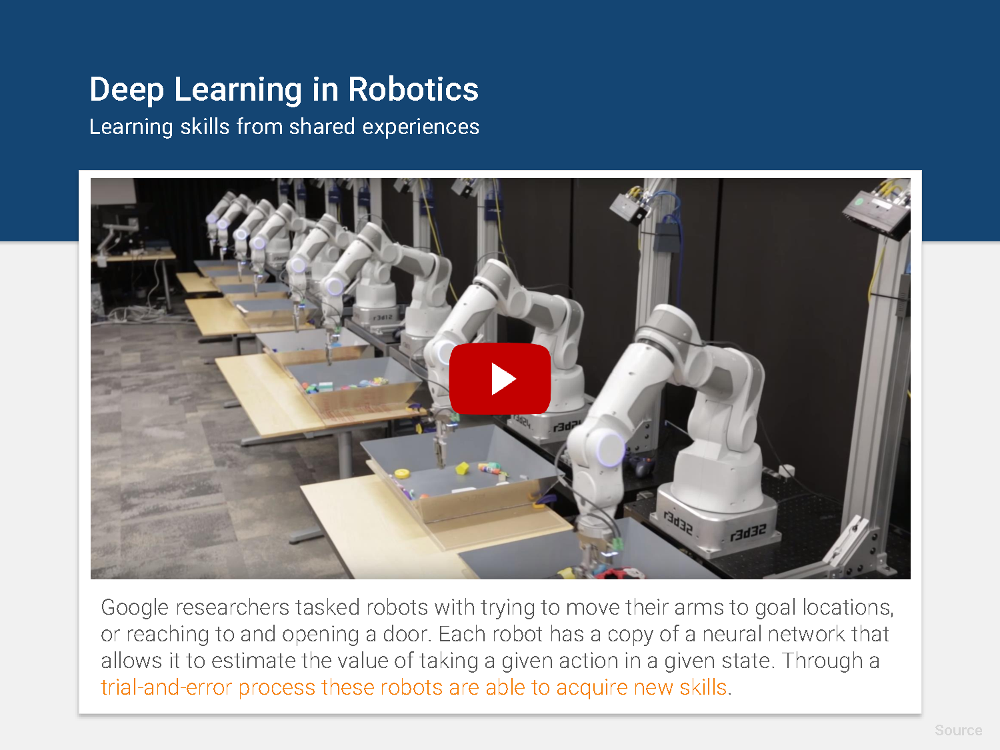 Deep Learning in Robotics
Learning skills from shared experiences
r3d12
r3d32
r3d32
Google researchers tasked robots with trying to move their arms to goal locations,
or reaching to and opening a door. Each robot has a copy of a neural network that
allows it to estimate the value of taking a given action in a given state. Through a
trial-and-error process these robots are able to acquire new skills.
Source